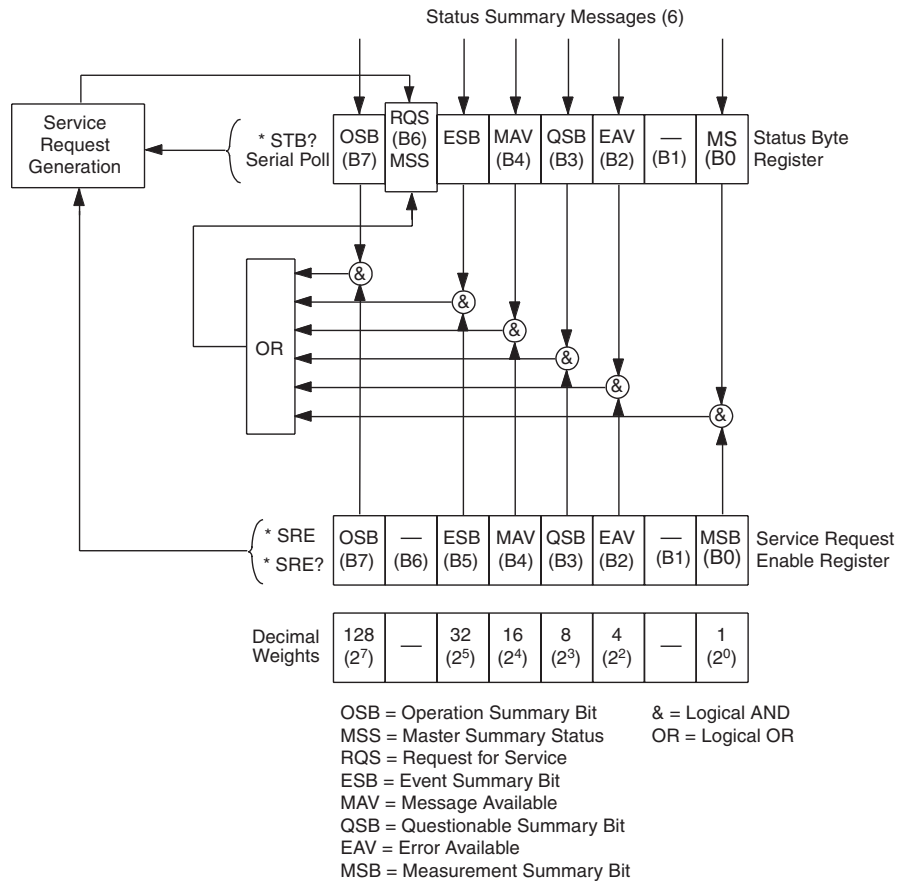 Status Summary Messages (6)
Service
Request
Generation
* STB?
Serial Poll
OSB
(B7)
RQS
(B6)
MSS
ESB
MAV
(B4)
QSB
(B3)
EAV
(B2)
—
(B1)
MS
(B0
Status Byte
Register
&
&
&
&
&
&
OR
* SRE
* SRE?
OSB
(B7)
—
(B6)
ESB
(B5)
MAV
(B4)
QSB
(B3)
EAV
(B2)
—
(B1)
MSB
(B0)
Service Request
Enable Register
Decimal
Weights
128
(2⁷)
—
32
(2⁵)
16
(2⁴)
8
(2³)
4
(2²)
—
1
(2⁰)
OSB = Operation Summary Bit
MSS = Master Summary Status
RQS = Request for Service
ESB = Event Summary Bit
MAV = Message Available
QSB = Questionable Summary Bit
EAV = Error Available
MSB = Measurement Summary Bit
& = Logical AND
OR = Logical OR